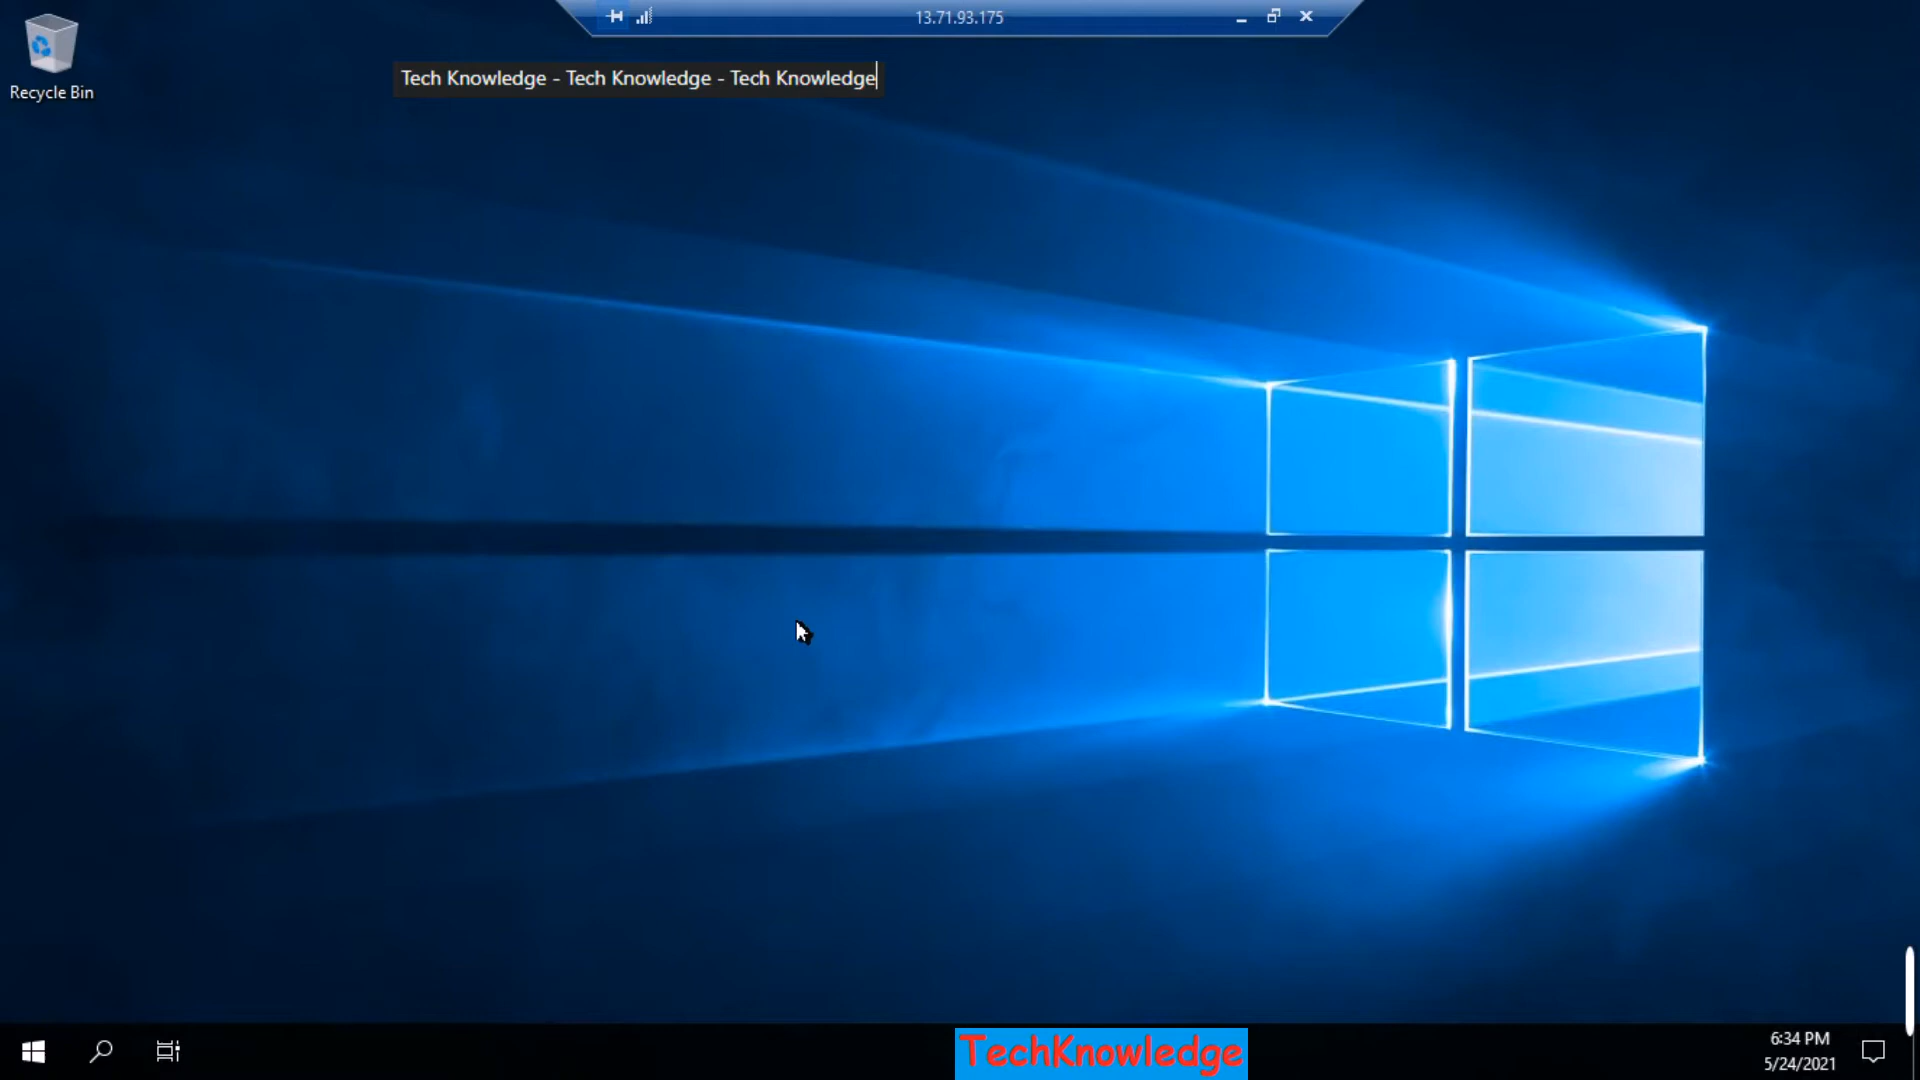 13.71.93.175
Tech Knowledge - Tech Knowledge - Tech Knowledge
Recycle Bin
TechKnowledge
6:34 PM
5/24/2021